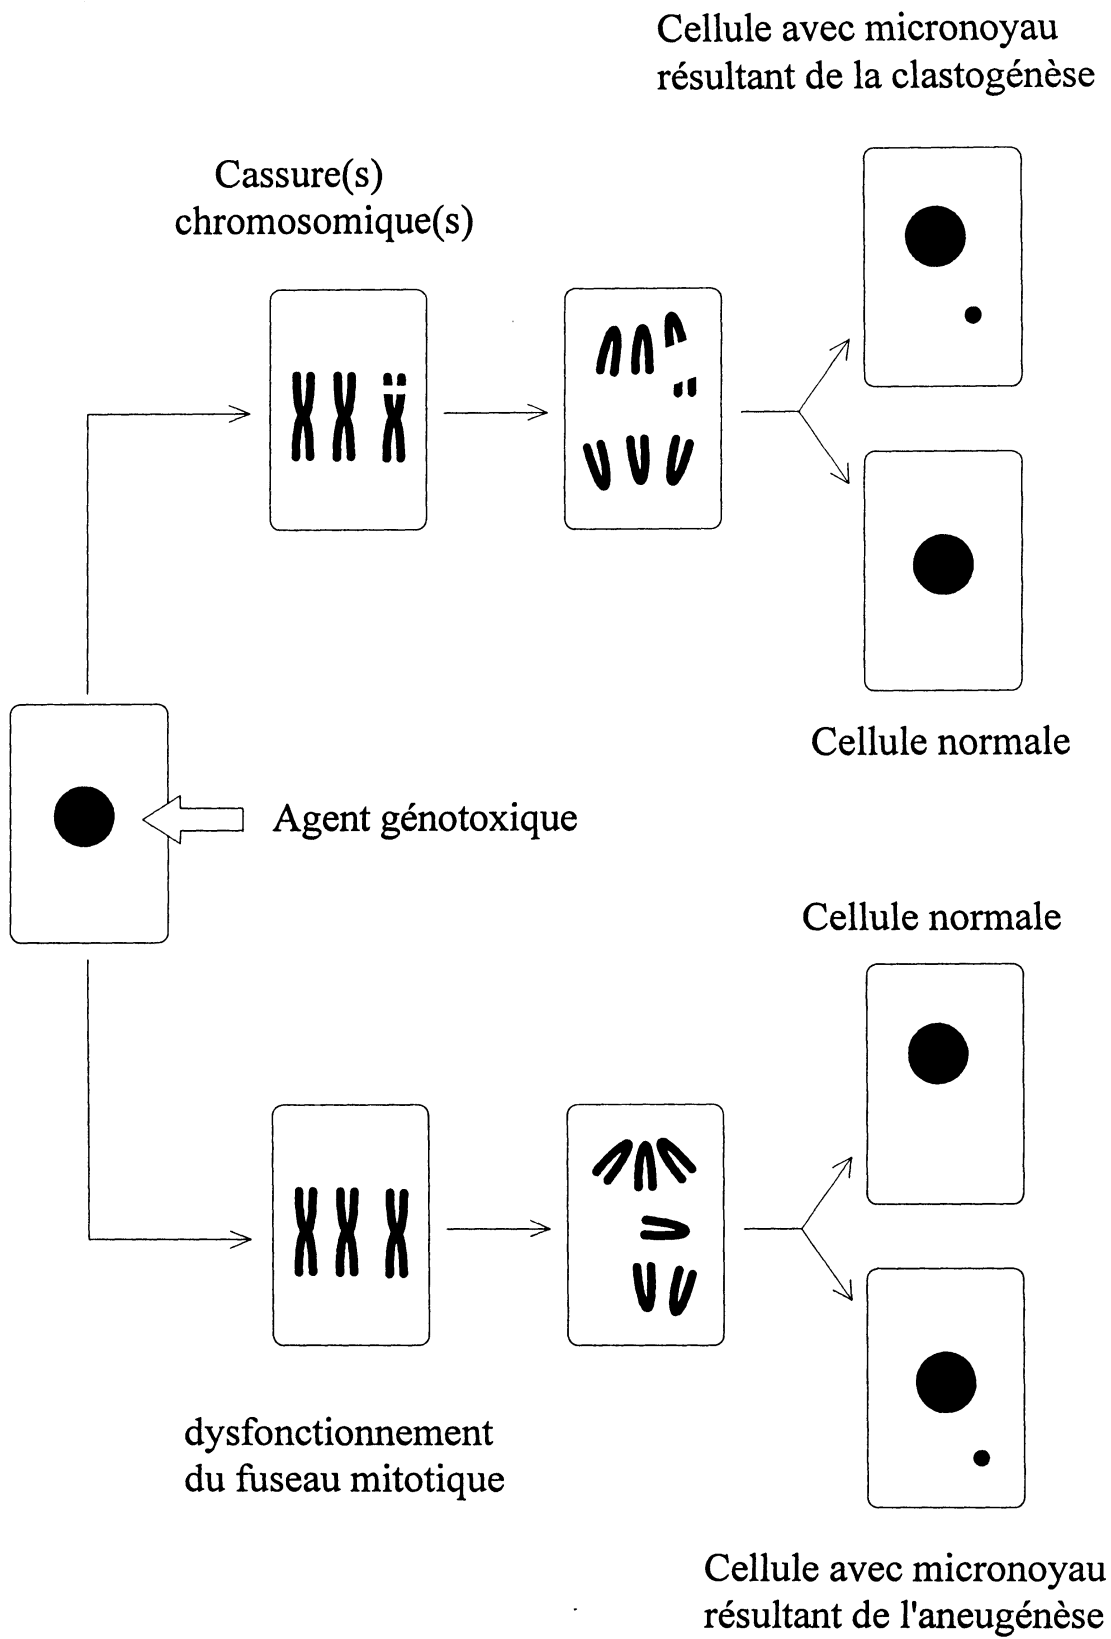 Cellule avec micronoyau
résultant de la clastogénèse
Cassure(s)
chromosomique(s)
Cellule normale
Agent génotoxique
Cellule normale
dysfonctionnement
du fuseau mitotique
Cellule avec micronoyau
résultant de l'aneugénèse